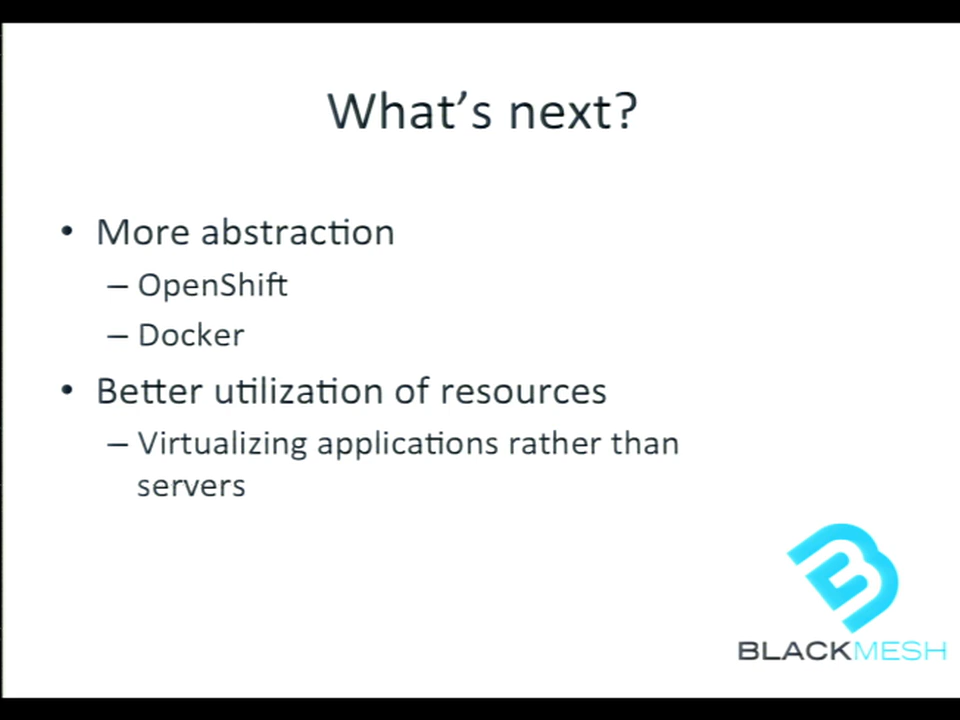 What's next?
• More abstraction
– OpenShift
– Docker
• Better utilization of resources
– Virtualizing applications rather than
servers
BLACKMESH